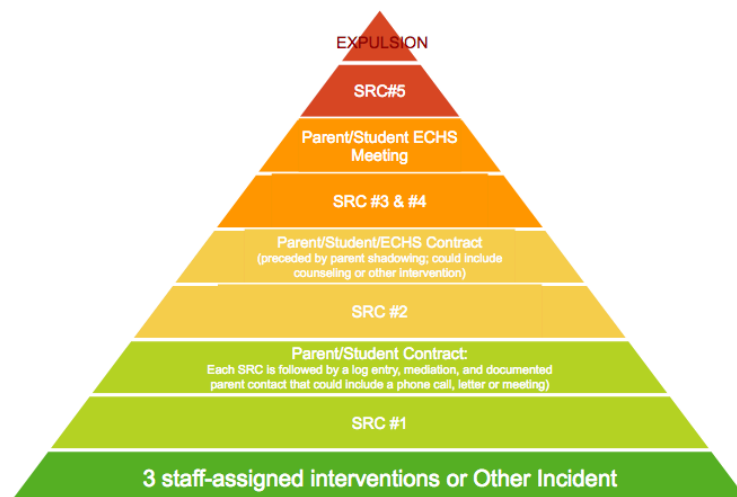 EXPULSION
SRC#5
Parent/Student ECHS
Meeting
SRC #3 & #4
Parent/Student/ECHS Contract
(preceded by parent shadowing; could include
counseling or other intervention)
SRC #2
Parent/Student Contract:
Each SRC is followed by a log entry, mediation, and documented
parent contact that could include a phone call, letter or meeting)
SRC #1
3 staff-assigned interventions or Other Incident